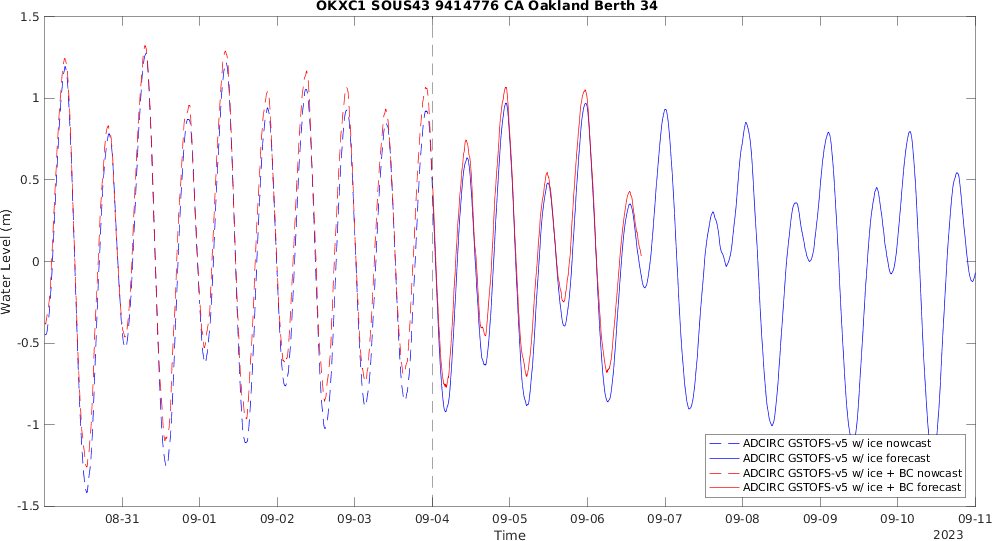 OKXC1 SOUS43 9414776 CA Oakland Berth 34
Water Level (m)
1.5
1
0.5
0
-0.5
-1
-1.5
08-31
09-01
09-02
09-03
09-04
09-05
09-06
09-07
09-08
09-09
09-10
09-11
Time
2023
ADCIRC GSTOFS-v5 w/ ice nowcast
ADCIRC GSTOFS-v5 w/ ice forecast
ADCIRC GSTOFS-v5 w/ ice + BC nowcast
ADCIRC GSTOFS-v5 w/ ice + BC forecast